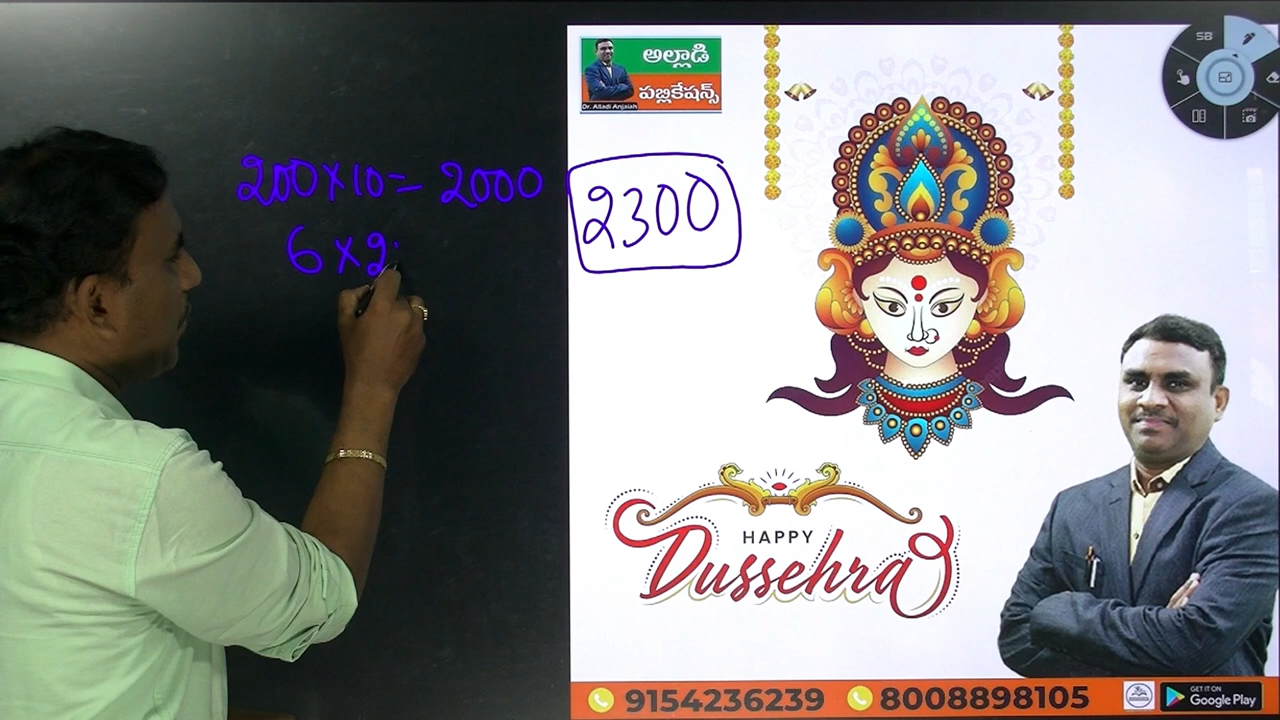 అల్లాడి
పబ్లికేషన్స్
Dr. Alladi Anjaiah
SB
200×10=2000
2300
6×2
HAPPY
Dussehra
9154236239 8008898105
GET IT ON
Google Play